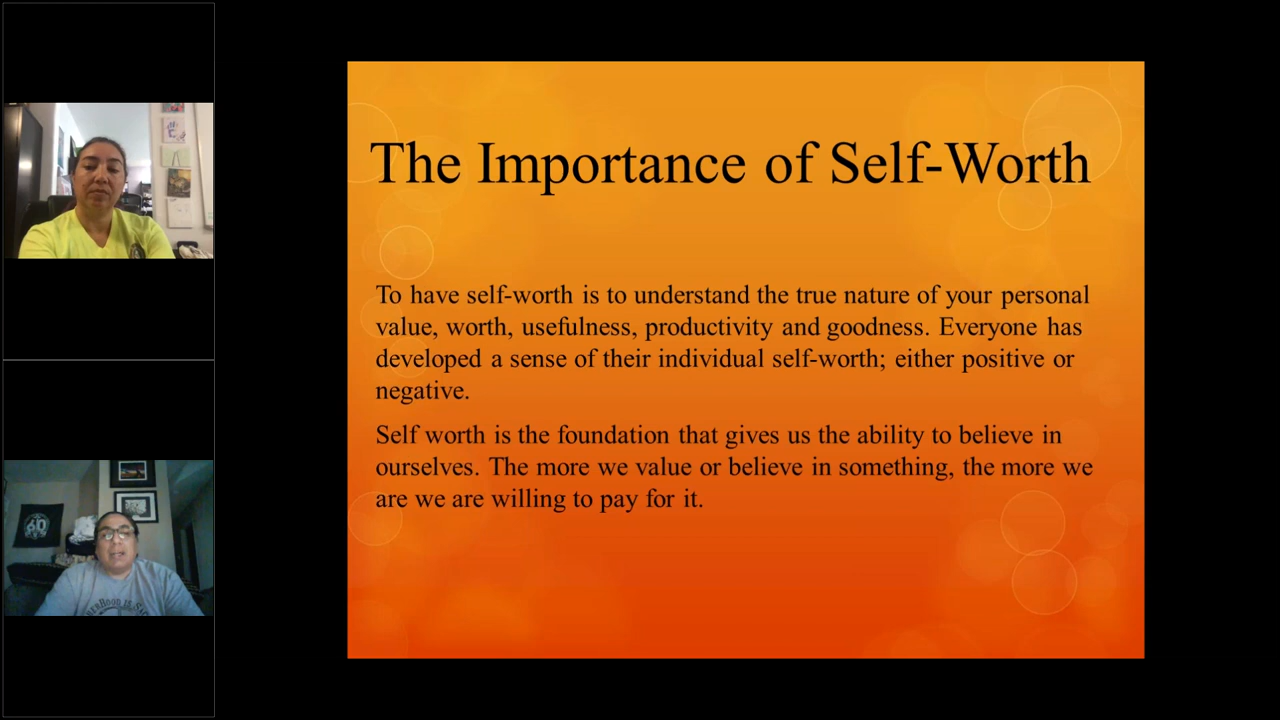 The Importance of Self-Worth
To have self-worth is to understand the true nature of your personal
value, worth, usefulness, productivity and goodness. Everyone has
developed a sense of their individual self-worth; either positive or
negative.
Self worth is the foundation that gives us the ability to believe in
ourselves. The more we value or believe in something, the more we
are we are willing to pay for it.
60